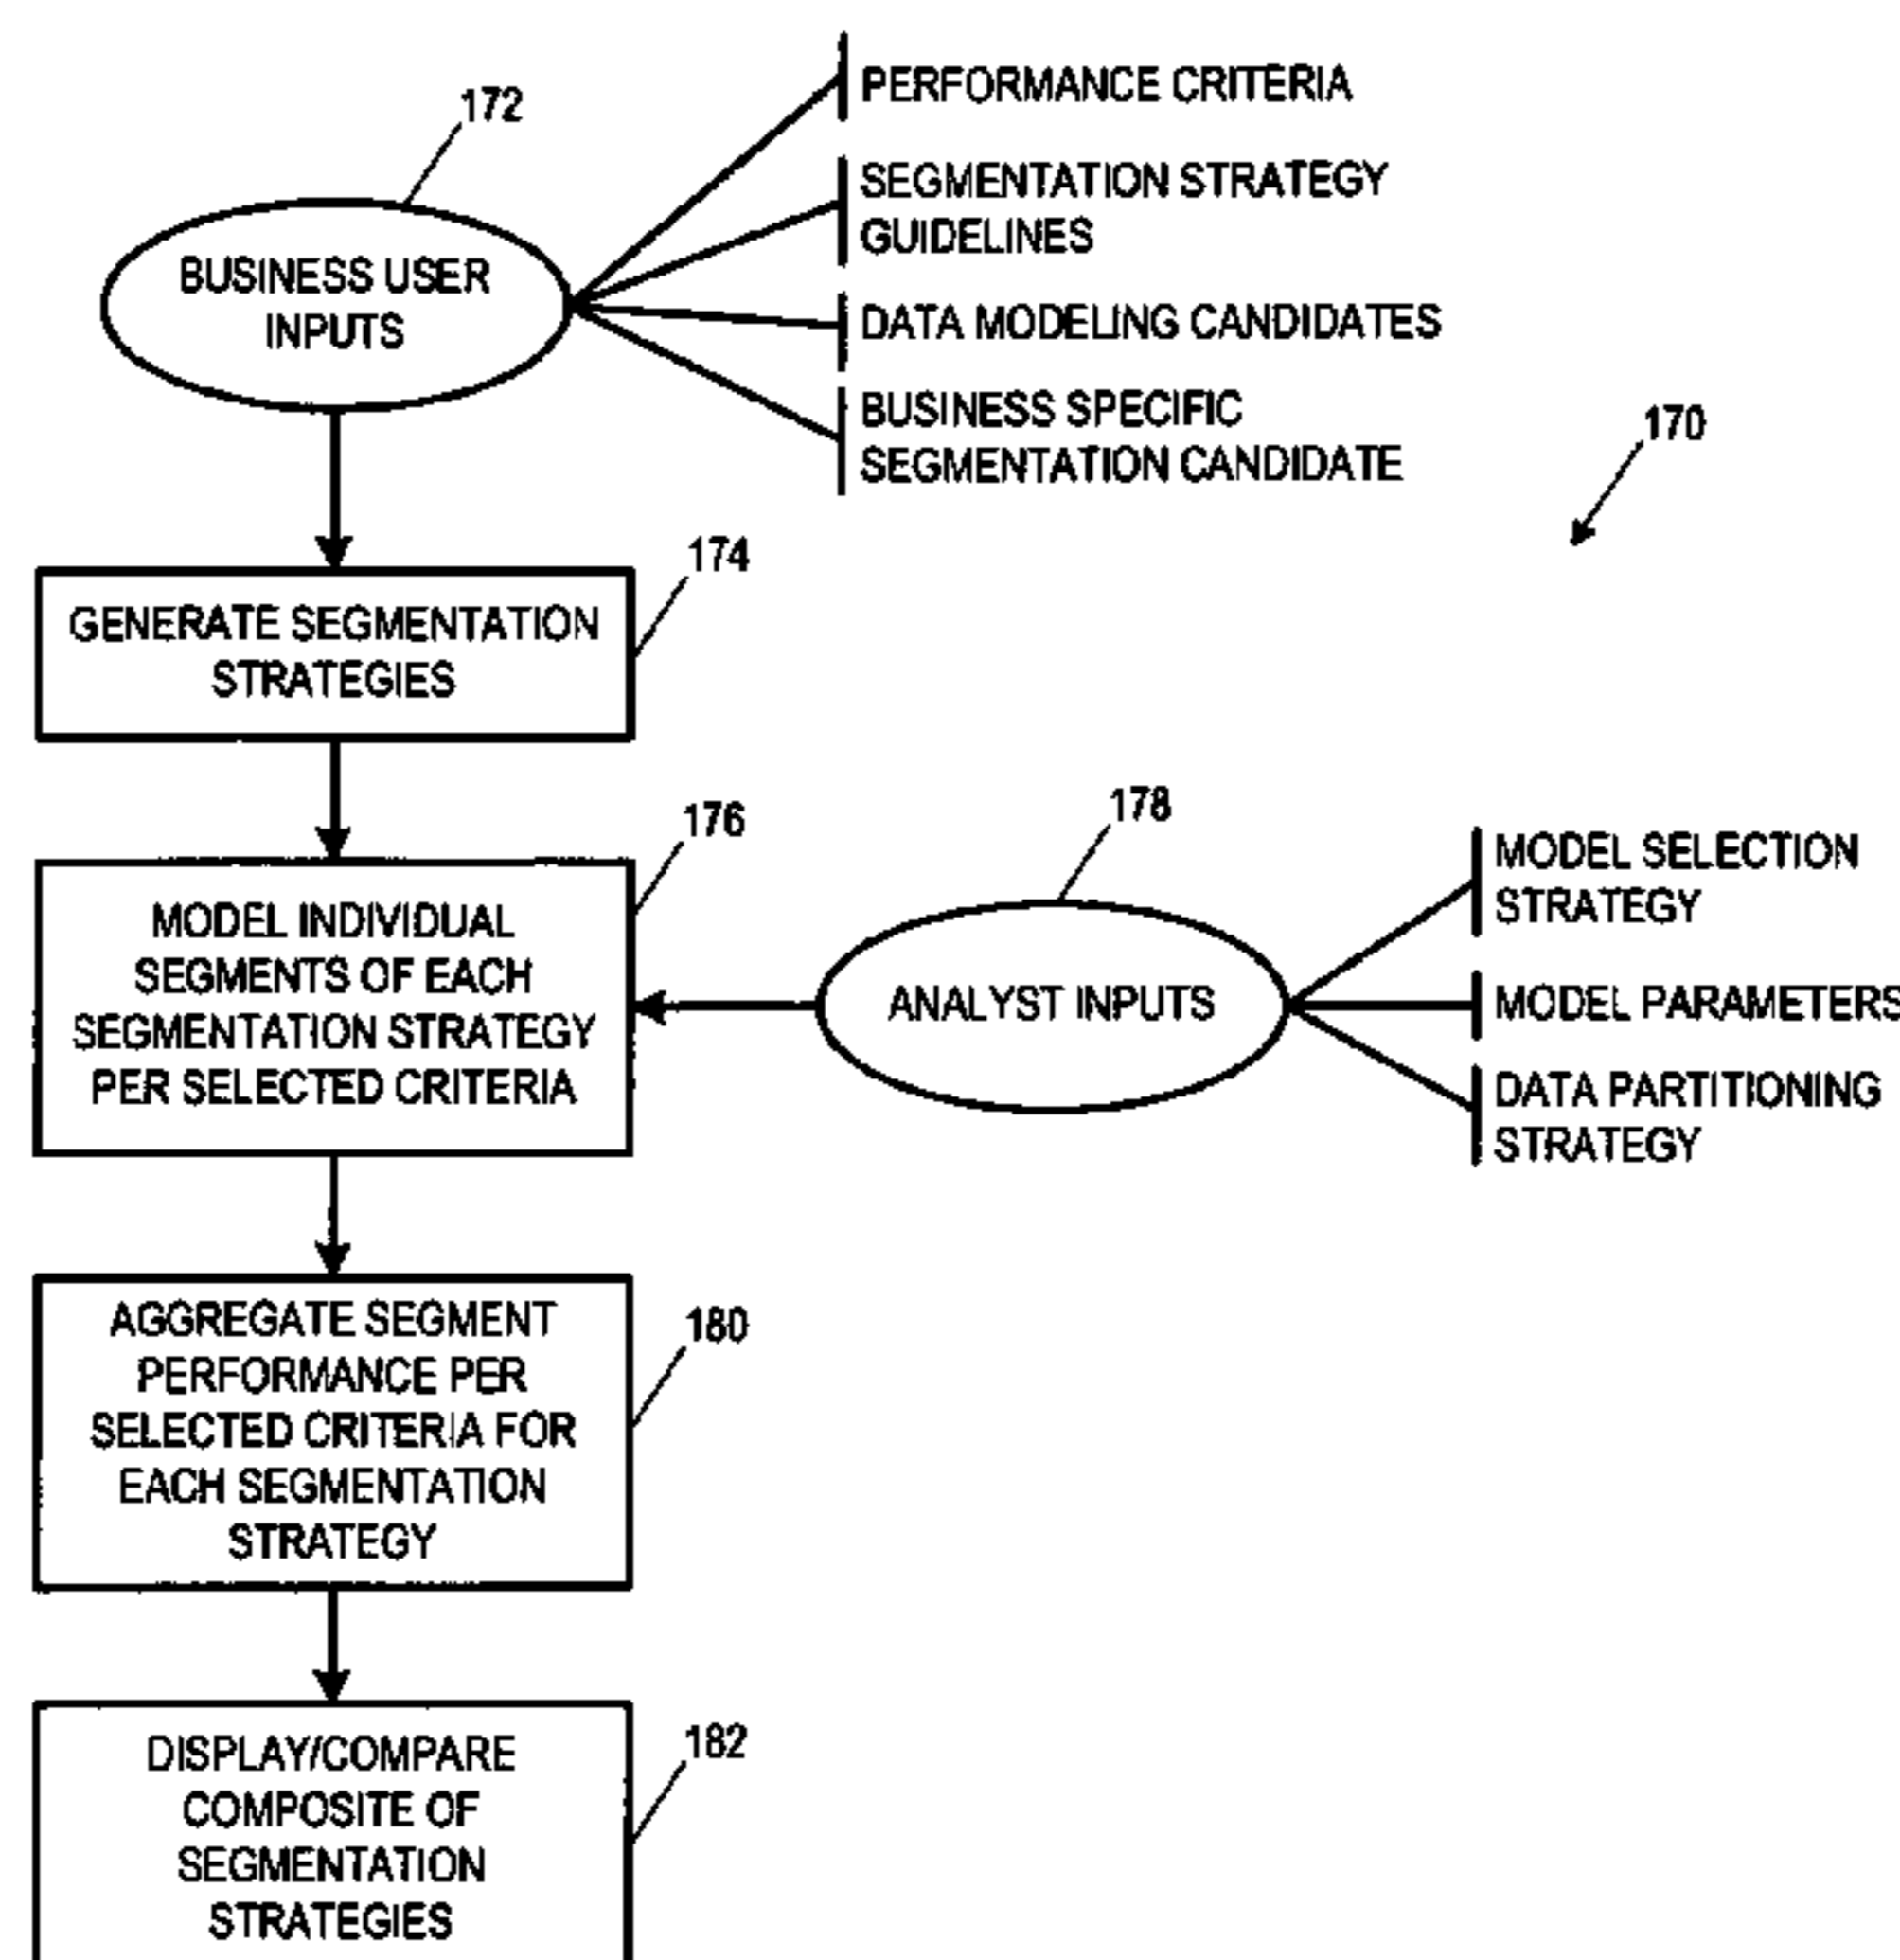 172
PERFORMANCE CRITERIA
SEGMENTATION STRATEGY
GUIDELINES
BUSINESS USER
INPUTS
DATA MODELING CANDIDATES
BUSINESS SPECIFIC
SEGMENTATION CANDIDATE
170
174
GENERATE SEGMENTATION
STRATEGIES
176
MODEL INDIVIDUAL
SEGMENTS OF EACH
SEGMENTATION STRATEGY
PER SELECTED CRITERIA
178
ANALYST INPUTS
MODEL SELECTION
STRATEGY
MODEL PARAMETERS
DATA PARTITIONING
STRATEGY
180
AGGREGATE SEGMENT
PERFORMANCE PER
SELECTED CRITERIA FOR
EACH SEGMENTATION
STRATEGY
182
DISPLAY/COMPARE
COMPOSITE OF
SEGMENTATION
STRATEGIES